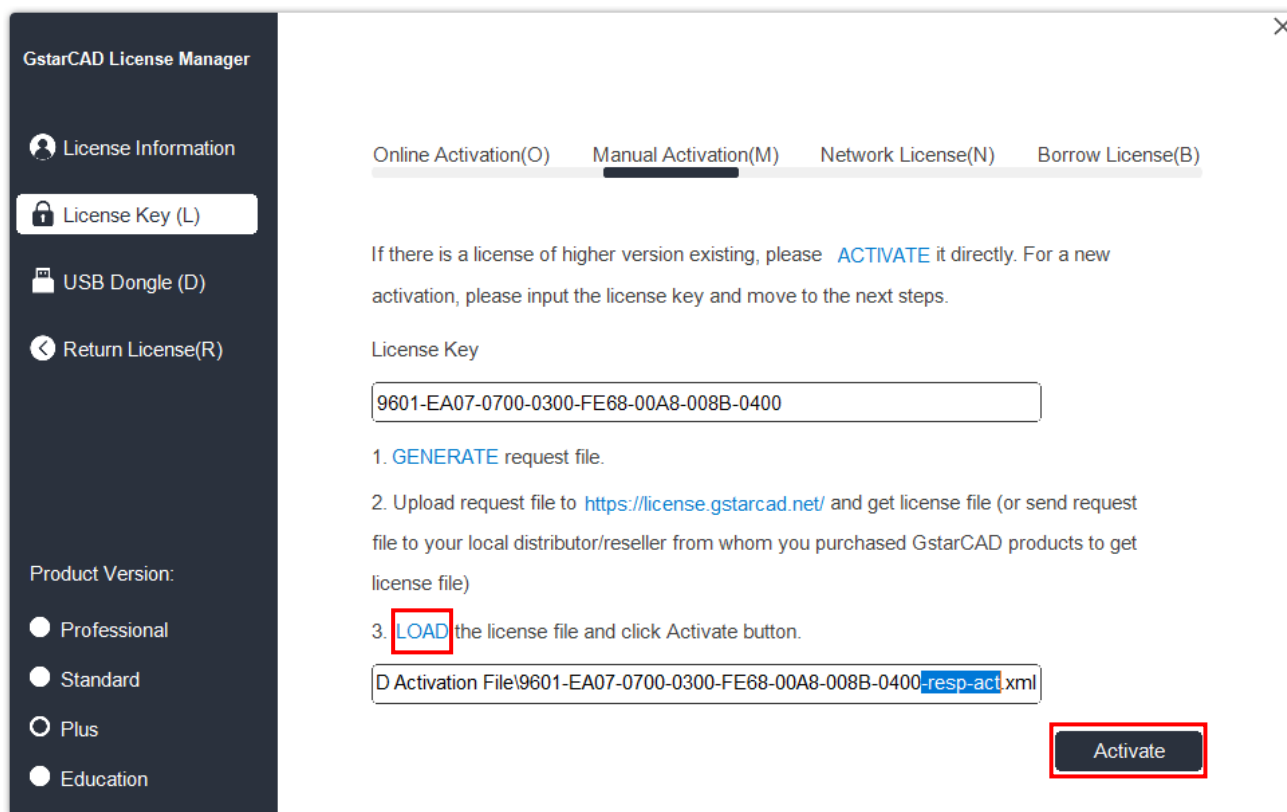 GstarCAD License Manager
License Information
License Key (L)
USB Dongle (D)
Return License(R)
Product Version:
Professional
Standard
Plus
Education
Online Activation(O) Manual Activation(M) Network License(N) Borrow License(B)
If there is a license of higher version existing, please ACTIVATE it directly. For a new
activation, please input the license key and move to the next steps.
License Key
9601-EA07-0700-0300-FE68-00A8-008B-0400
1. GENERATE request file.
2. Upload request file to https://license.gstarcad.net/ and get license file (or send request
file to your local distributor/reseller from whom you purchased GstarCAD products to get
license file)
3. LOAD the license file and click Activate button.
D Activation File\9601-EA07-0700-0300-FE68-00A8-008B-0400-resp-act.xml
Activate